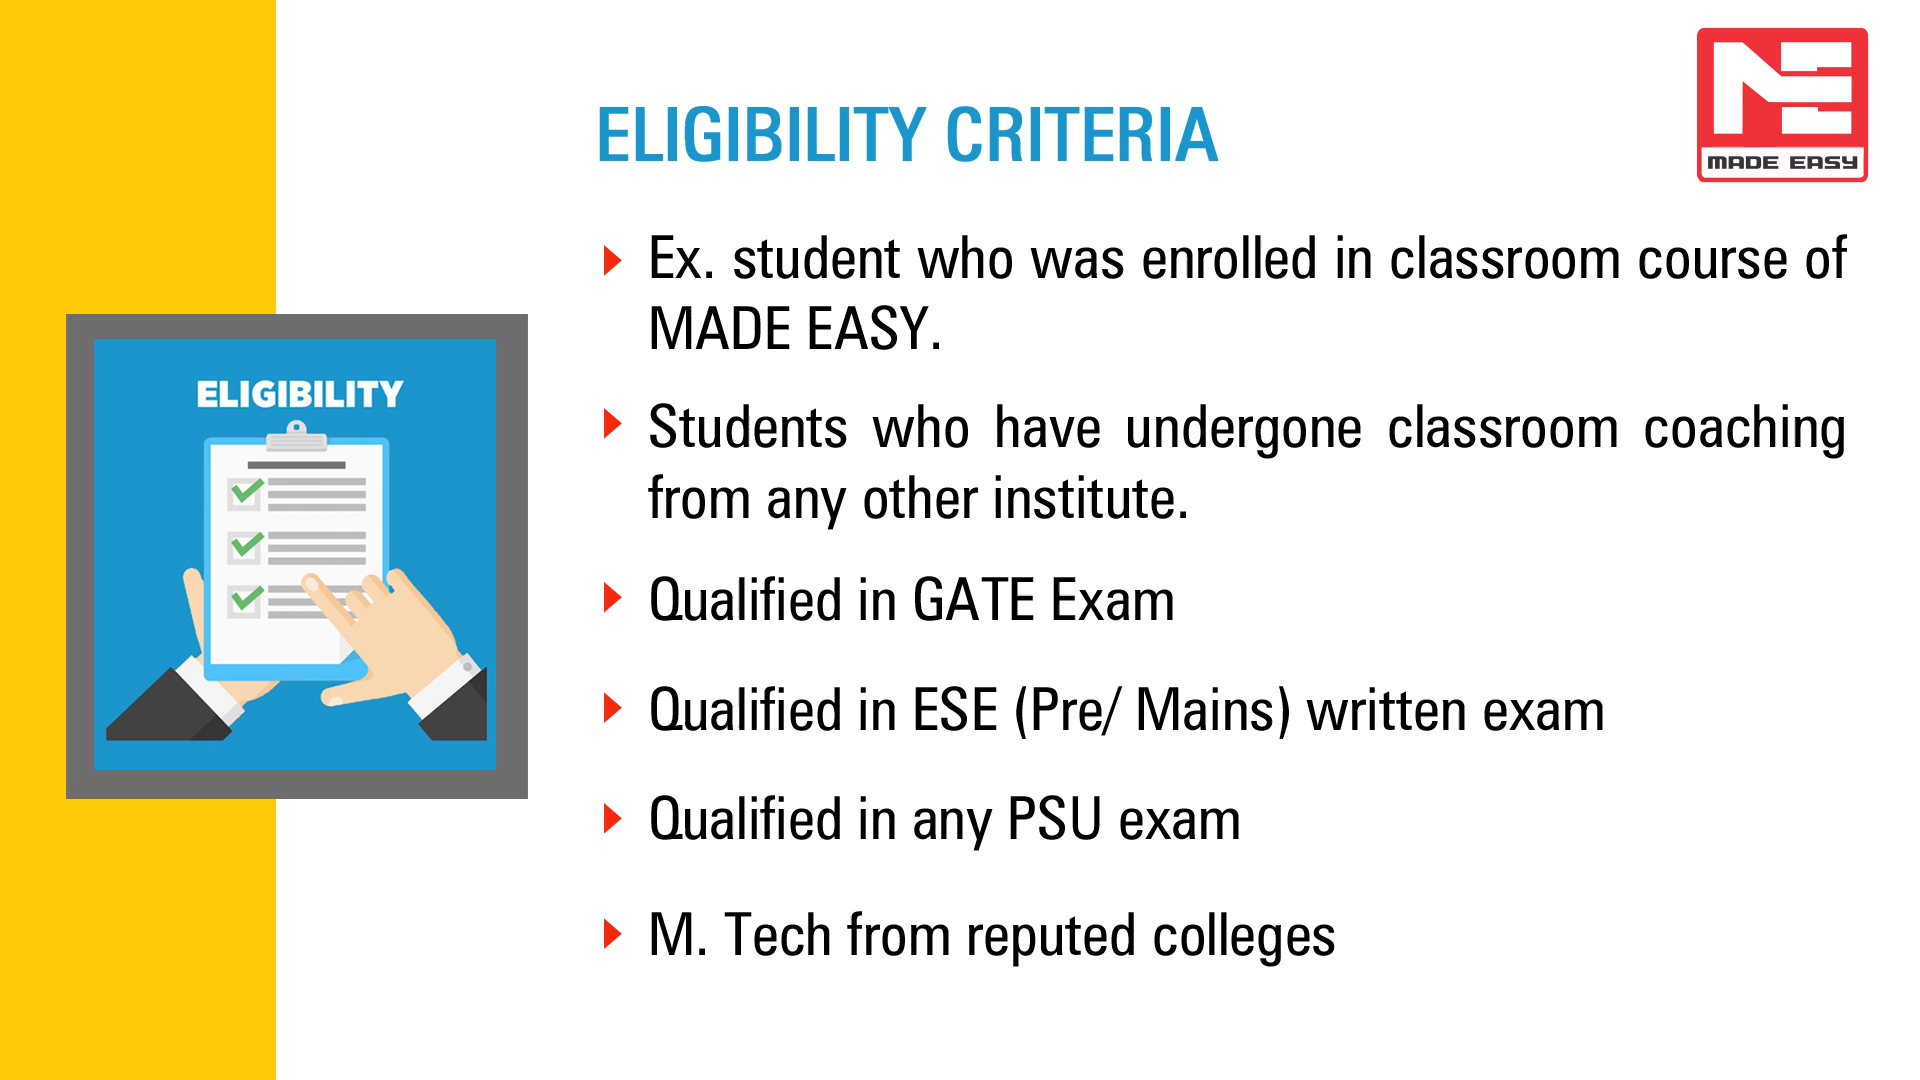 MADE EASY
ELIGIBILITY CRITERIA
Ex. student who was enrolled in classroom course of
MADE EASY.
Students who have undergone classroom coaching
from any other institute.
Qualified in GATE Exam
Qualified in ESE (Pre/ Mains) written exam
Qualified in any PSU exam
M. Tech from reputed colleges
ELIGIBILITY